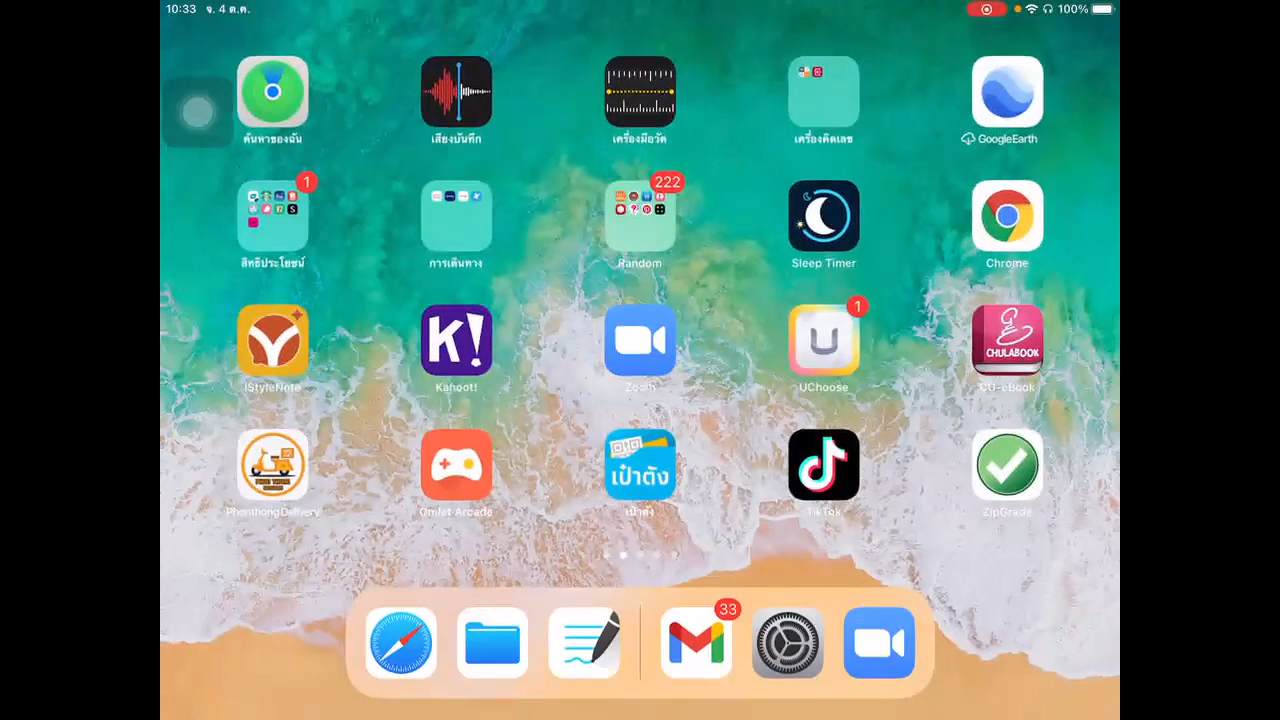 10:33 จ. 4 ต.ค.
100%
ค้นหาของฉัน
เสียงบันทึก
เครื่องมือวัด
เครื่องคิดเลข
GoogleEarth
1
สิทธิประโยชน์
การเดินทาง
222
Random
Sleep Timer
Chrome
iStyleNote
K!
Kahoot!
Zoom
1
U
UChoose
CHULABOOK
CU-eBook
PhonthongDelivery
Omlet Arcade
เป๋าตัง
เป๋าตัง
TikTok
ZipGrade
33